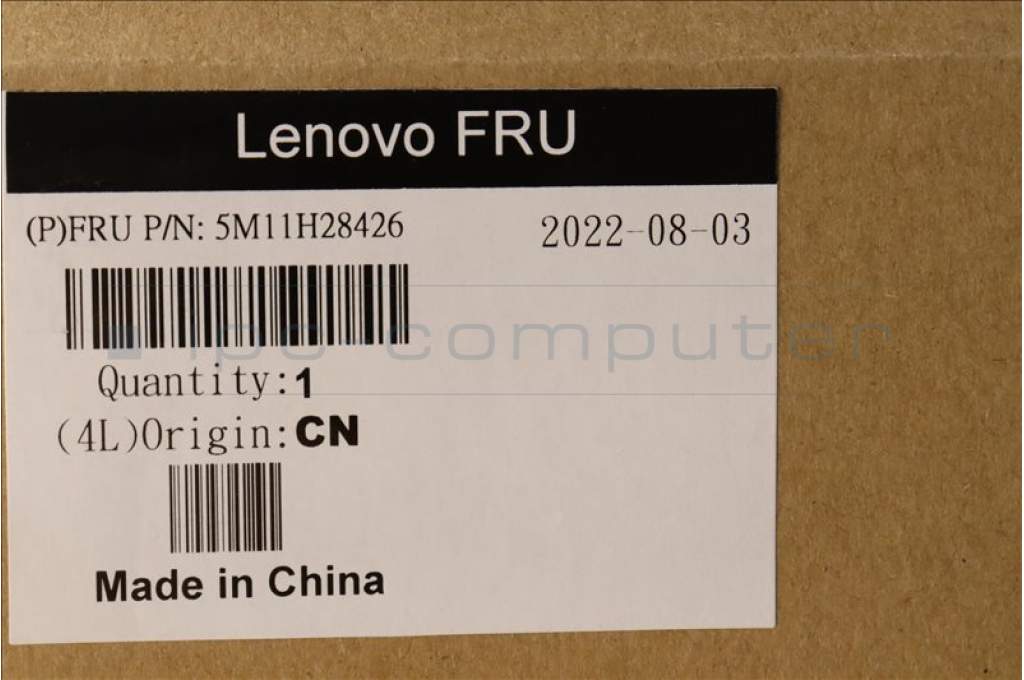 Lenovo FRU
(P)FRU P/N: 5M11H28426
2022-08-03
ipc-computer
Quantity:1
(4L)Origin:CN
Made in China